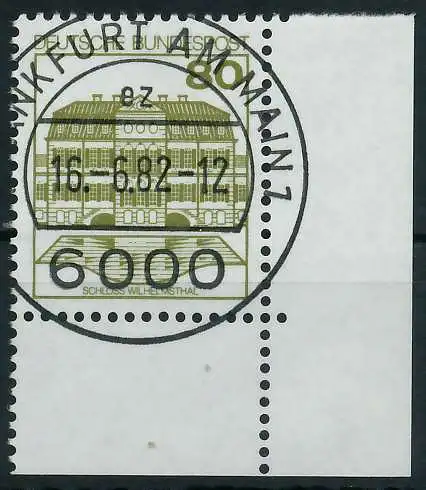 DEUTSCHE BUNDESPOST
80
NKFURT AM MAIN 1
ez
16.-6.82-12
6000
SCHLOSS WILHELMSTHAL